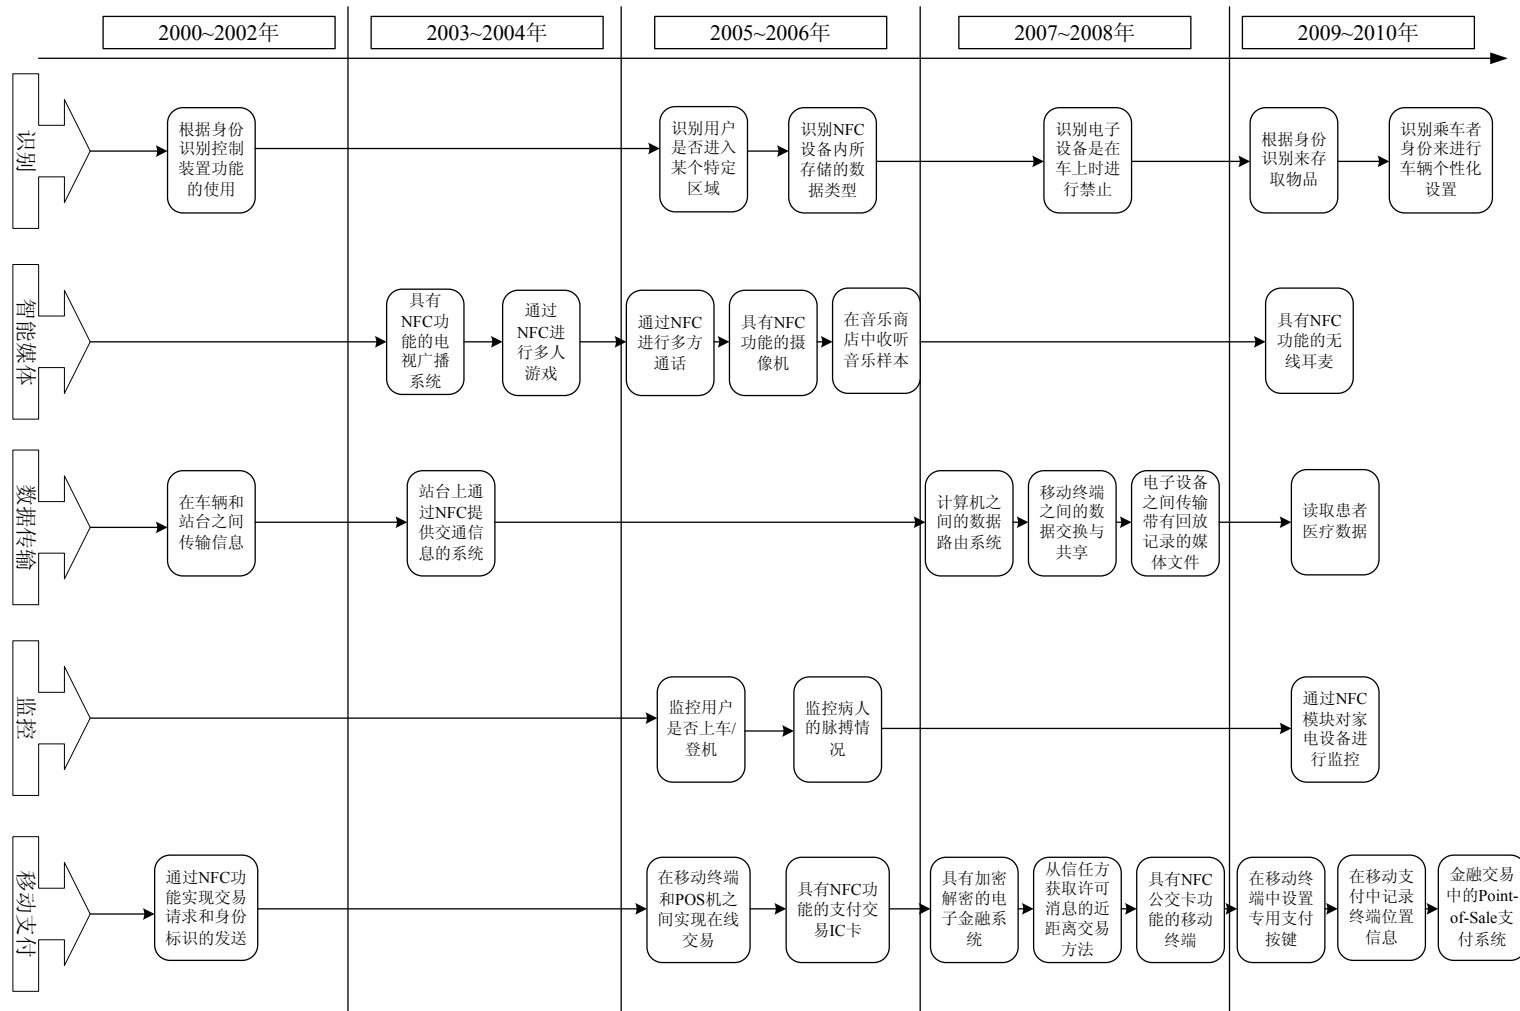 2000~2002年
2003~2004年
2005~2006年
2007~2008年
2009~2010年
识别
根据身份
识别控制
装置功能
的使用
识别用户
是否进入
某个特定
区域
识别NFC
设备内所
存储的数
据类型
识别电子
设备是在
车上时进
行禁止
根据身份
识别来存
取物品
识别乘车者
身份来进行
车辆个性化
设置
智能媒体
具有
NFC功
能的电
视广播
系统
通过
NFC进
行多人
游戏
通过NFC
进行多方
通话
具有NFC
功能的摄
像机
在音乐商
店中收听
音乐样本
具有NFC
功能的无
线耳麦
数据传输
在车辆和
站台之间
传输信息
站台上通
过NFC提
供交通信
息的系统
计算机之
间的数据
路由系统
移动终端
之间的数
据交换与
共享
电子设备
之间传输
带有回放
记录的媒
体文件
读取患者
医疗数据
监控
监控用户
是否上车/
登机
监控病人
的脉搏情
况
通过NFC
模块对家
电设备进
行监控
移动支付
通过NFC功
能实现交易
请求和身份
标识的发送
在移动终端
和POS机之
间实现在线
交易
具有NFC功
能的支付交
易IC卡
具有加密
解密的电
子金融系
统
从信任方
获取许可
消息的近
距离交易
方法
具有NFC
公交卡功
能的移动
终端
在移动终
端中设置
专用支付
按键
在移动支
付中记录
终端位置
信息
金融交易
中的Point-
of-Sale支
付系统